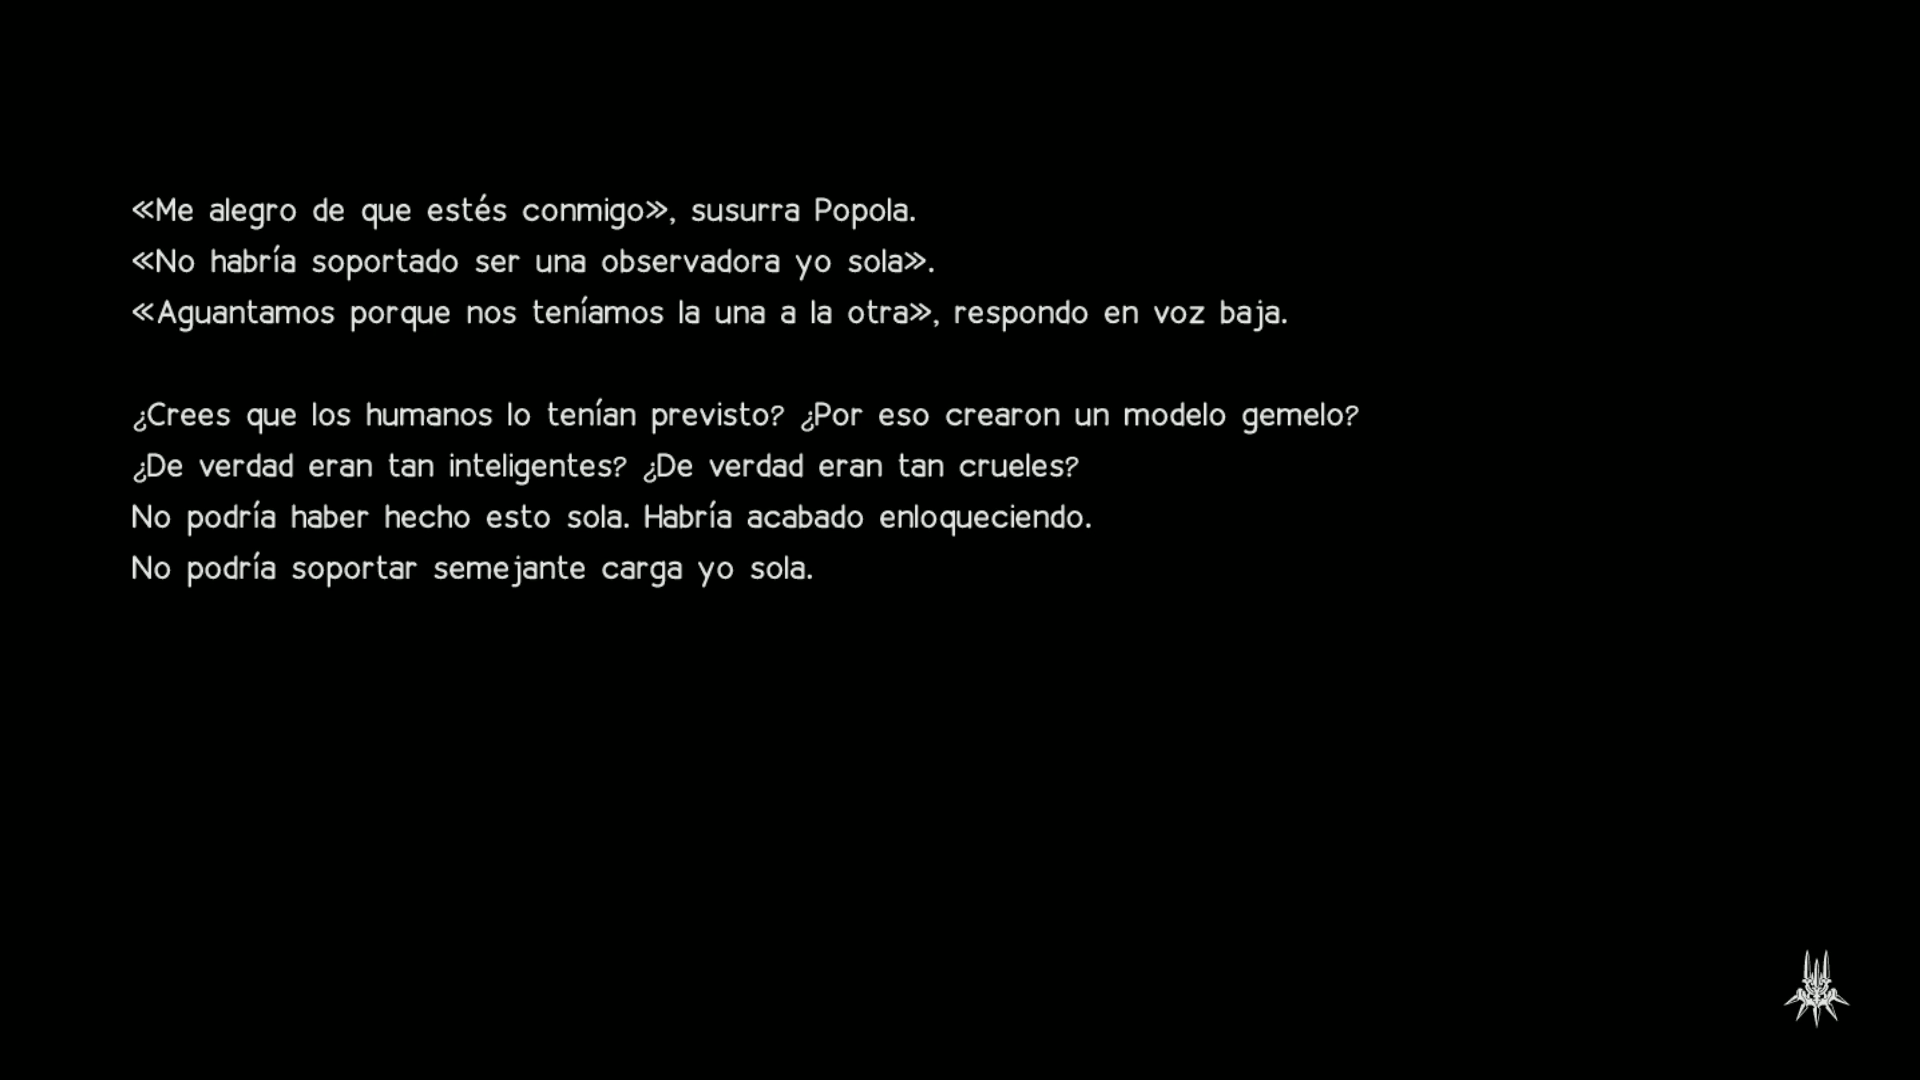 «Me alegro de que estés conmigo», susurra Popola.
«No habría soportado ser una observadora yo sola».
«Aguantamos porque nos teníamos la una a la otra», respondo en voz baja.
¿Crees que los humanos lo tenían previsto? ¿Por eso crearon un modelo gemelo?
¿De verdad eran tan inteligentes? ¿De verdad eran tan crueles?
No podría haber hecho esto sola. Habría acabado enloqueciendo.
No podría soportar semejante carga yo sola.